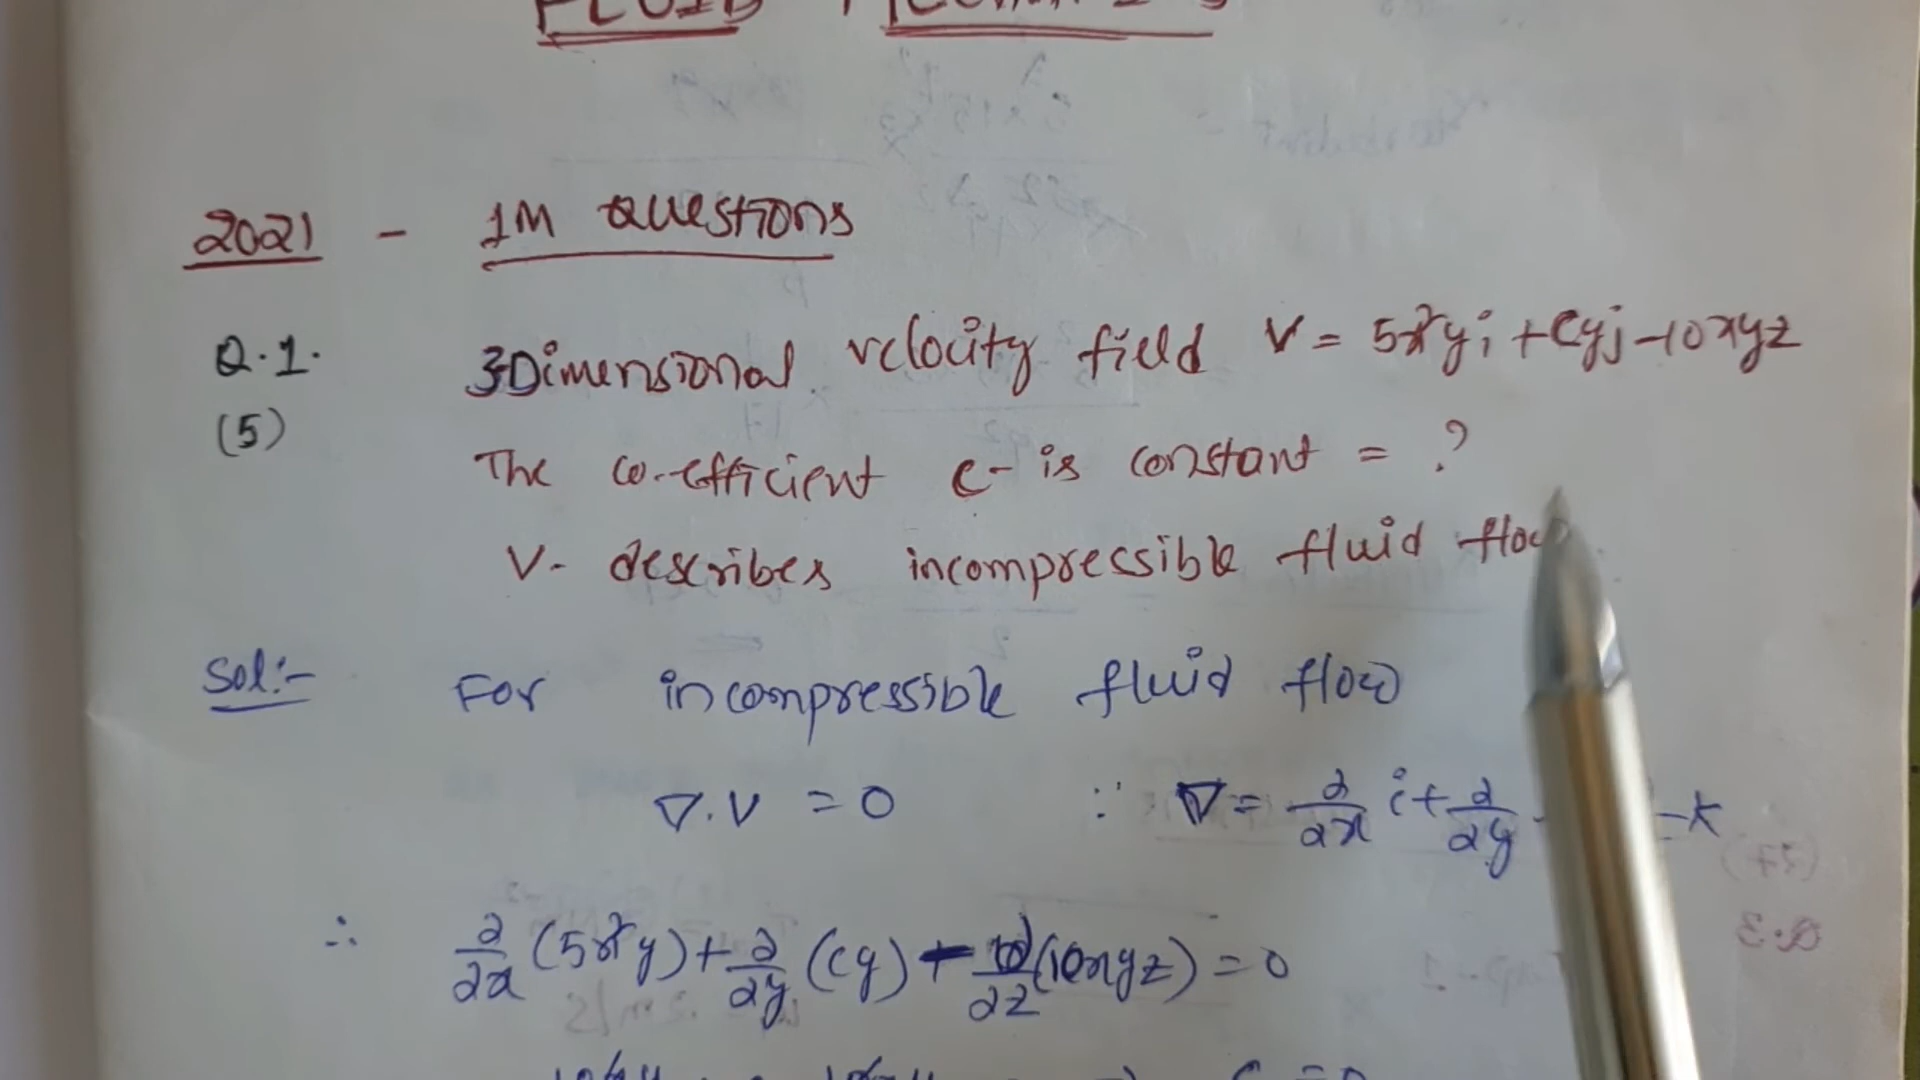 FLUID
2021 - 1M Questions
Q.1. 3Dimensional velocity field V = 5x²yi + Cyj - 10xyz
(5)
The co-efficient c- is constant = ?
V- describes incompressible fluid flow
Sol:- For incompressible fluid flow
∇.V = 0 ∵ ∇ = ∂/∂x i + ∂/∂y k
∴ ∂/∂x (5x²y) + ∂/∂y (cy) - ∂/∂z (10xyz) = 0